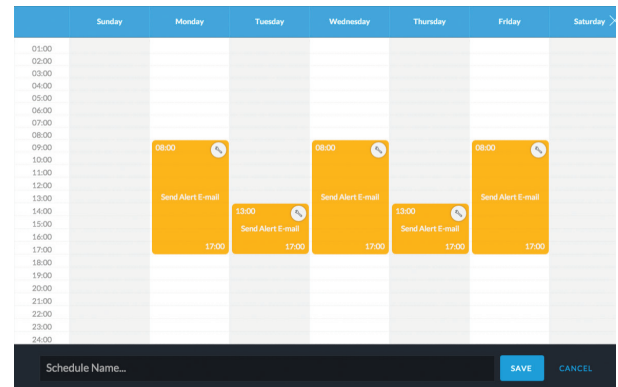 Sunday Monday Tuesday Wednesday Thursday Friday Saturday
01:00
02:00
03:00
04:00
05:00
06:00
07:00
08:00
09:00 08:00 08:00 08:00
10:00
11:00
12:00
13:00 Send Alert E-mail Send Alert E-mail Send Alert E-mail
14:00 13:00 13:00
15:00 Send Alert E-mail Send Alert E-mail
16:00
17:00 17:00 17:00 17:00 17:00 17:00
18:00
19:00
20:00
21:00
22:00
23:00
24:00
Schedule Name... SAVE CANCEL